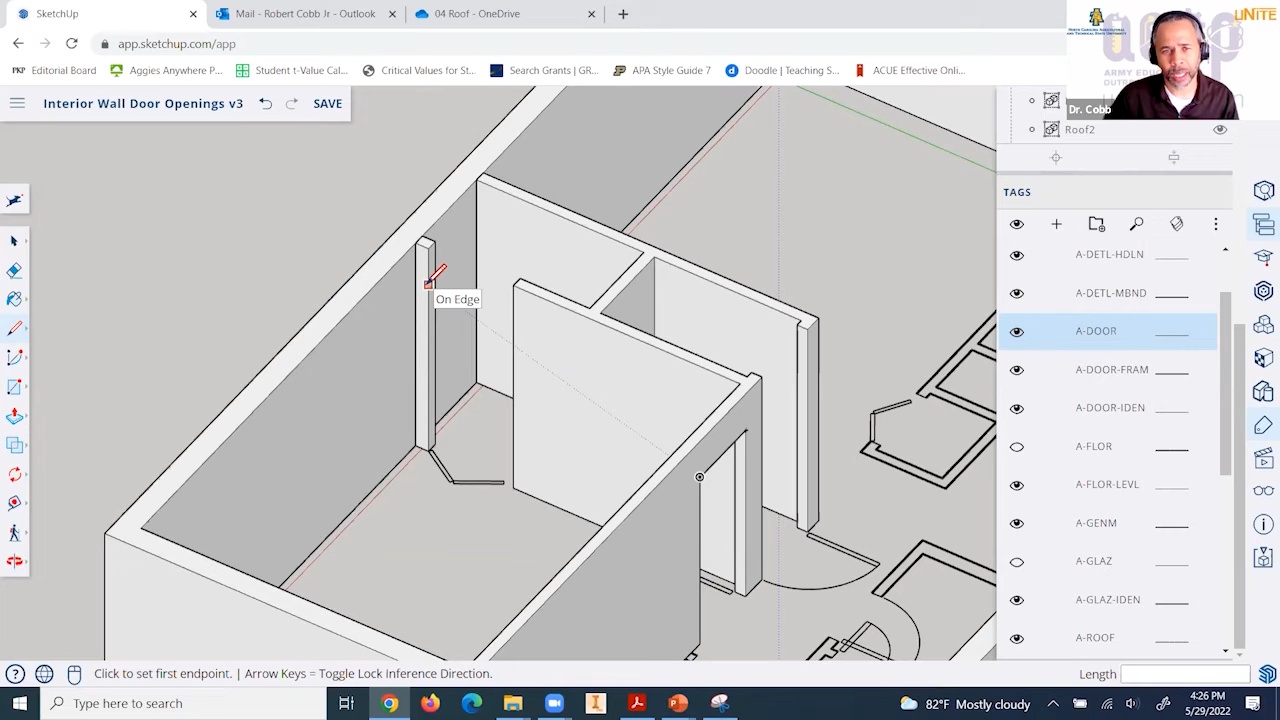 SketchUp
Mail - Robert Cobb Jr - Outlook
04 Roof - OneDrive
app.sketchup.com/app
UNITE
PKP Editorial Board
Aggies Anywhere P...
Student t-Value Cal...
Search Grants | GR...
APA Style Guide 7
Doodle | Teaching S...
ACUE Effective Onli...
ARMY EDUC
OUTR
Dr. Cobb
Interior Wall Door Openings v3
SAVE
Roof2
TAGS
A-DETL-HDLN
A-DETL-MBND
A-DOOR
A-DOOR-FRAM
A-DOOR-IDEN
A-FLOR
A-FLOR-LEVL
A-GENM
A-GLAZ
A-GLAZ-IDEN
A-ROOF
On Edge
Click to set first endpoint. | Arrow Keys = Toggle Lock Inference Direction.
Length
Type here to search
82°F Mostly cloudy
4:26 PM
5/29/2022